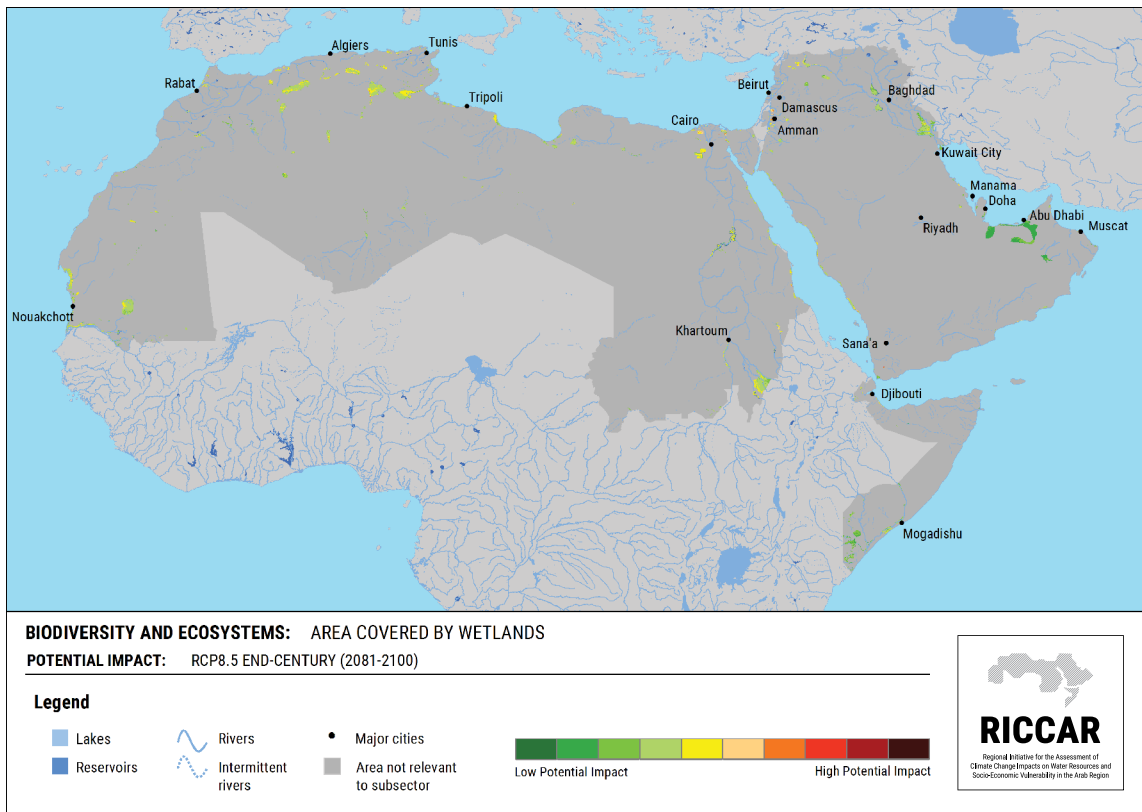 Algiers
Tunis
Rabat
Tripoli
Beirut
Baghdad
Damascus
Cairo
Amman
Kuwait City
Manama
Doha
Abu Dhabi
Riyadh
Muscat
Nouakchott
Khartoum
Sana'a
Djibouti
Mogadishu
BIODIVERSITY AND ECOSYSTEMS: AREA COVERED BY WETLANDS
POTENTIAL IMPACT: RCP8.5 END-CENTURY (2081-2100)
Legend
Lakes
Reservoirs
Rivers
Intermittent
rivers
Major cities
Area not relevant
to subsector
Low Potential Impact
High Potential Impact
RICCAR
Regional Initiative for the Assessment of
Climate Change Impacts on Water Resources and
Socio-Economic Vulnerability in the Arab Region